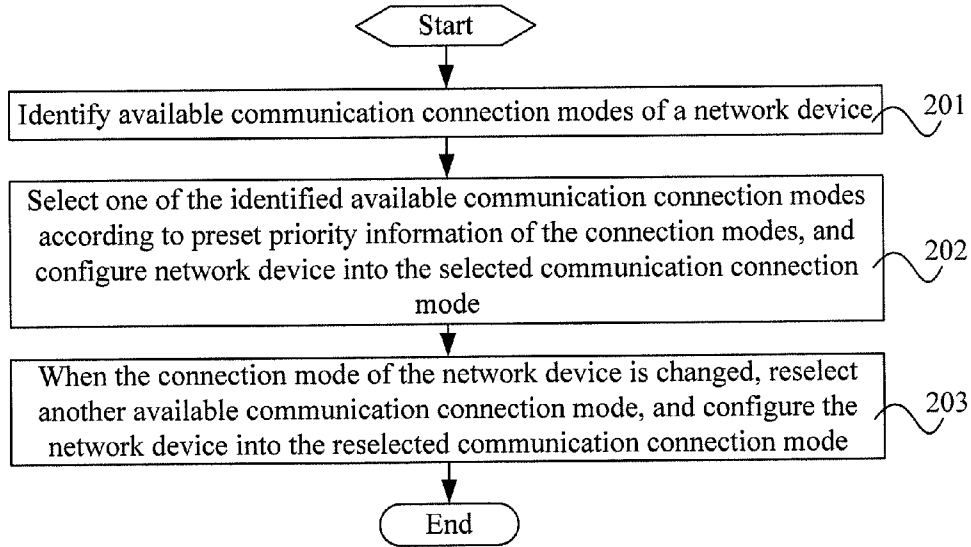 Start
Identify available communication connection modes of a network device
201
Select one of the identified available communication connection modes
according to preset priority information of the connection modes, and
configure network device into the selected communication connection
mode
202
When the connection mode of the network device is changed, reselect
another available communication connection mode, and configure the
network device into the reselected communication connection mode
203
End